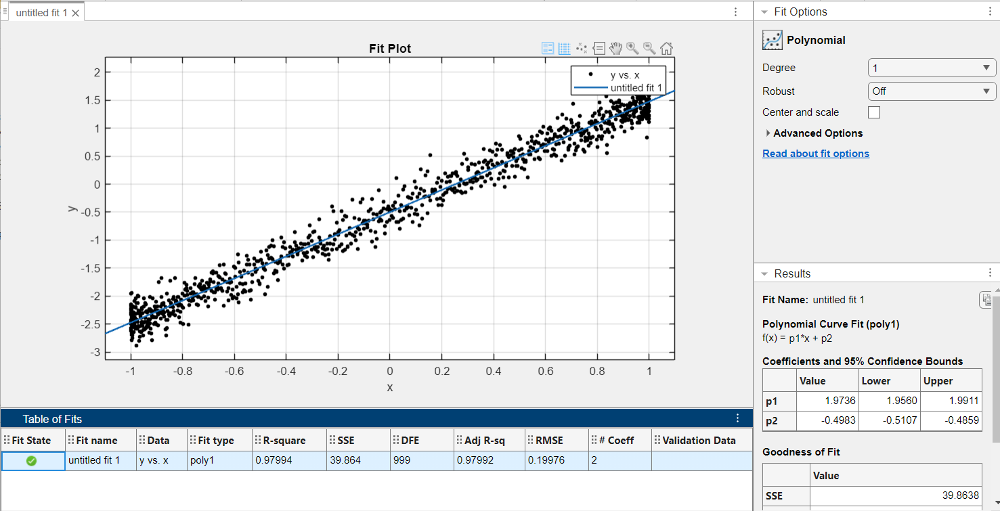 untitled fit 1
Fit Plot
y vs. x
untitled fit 1
2
1.5
1
0.5
0
-0.5
-1
-1.5
-2
-2.5
-3
y
-1 -0.8 -0.6 -0.4 -0.2 0 0.2 0.4 0.6 0.8 1
x
Table of Fits
Fit State Fit name Data Fit type R-square SSE DFE Adj R-sq RMSE # Coeff Validation Data
untitled fit 1 y vs. x poly1 0.97994 39.864 999 0.97992 0.19976 2
Fit Options
Polynomial
Degree 1
Robust Off
Center and scale
Advanced Options
Read about fit options
Results
Fit Name: untitled fit 1
Polynomial Curve Fit (poly1)
f(x) = p1*x + p2
Coefficients and 95% Confidence Bounds
Value Lower Upper
p1 1.9736 1.9560 1.9911
p2 -0.4983 -0.5107 -0.4859
Goodness of Fit
Value
SSE 39.8638